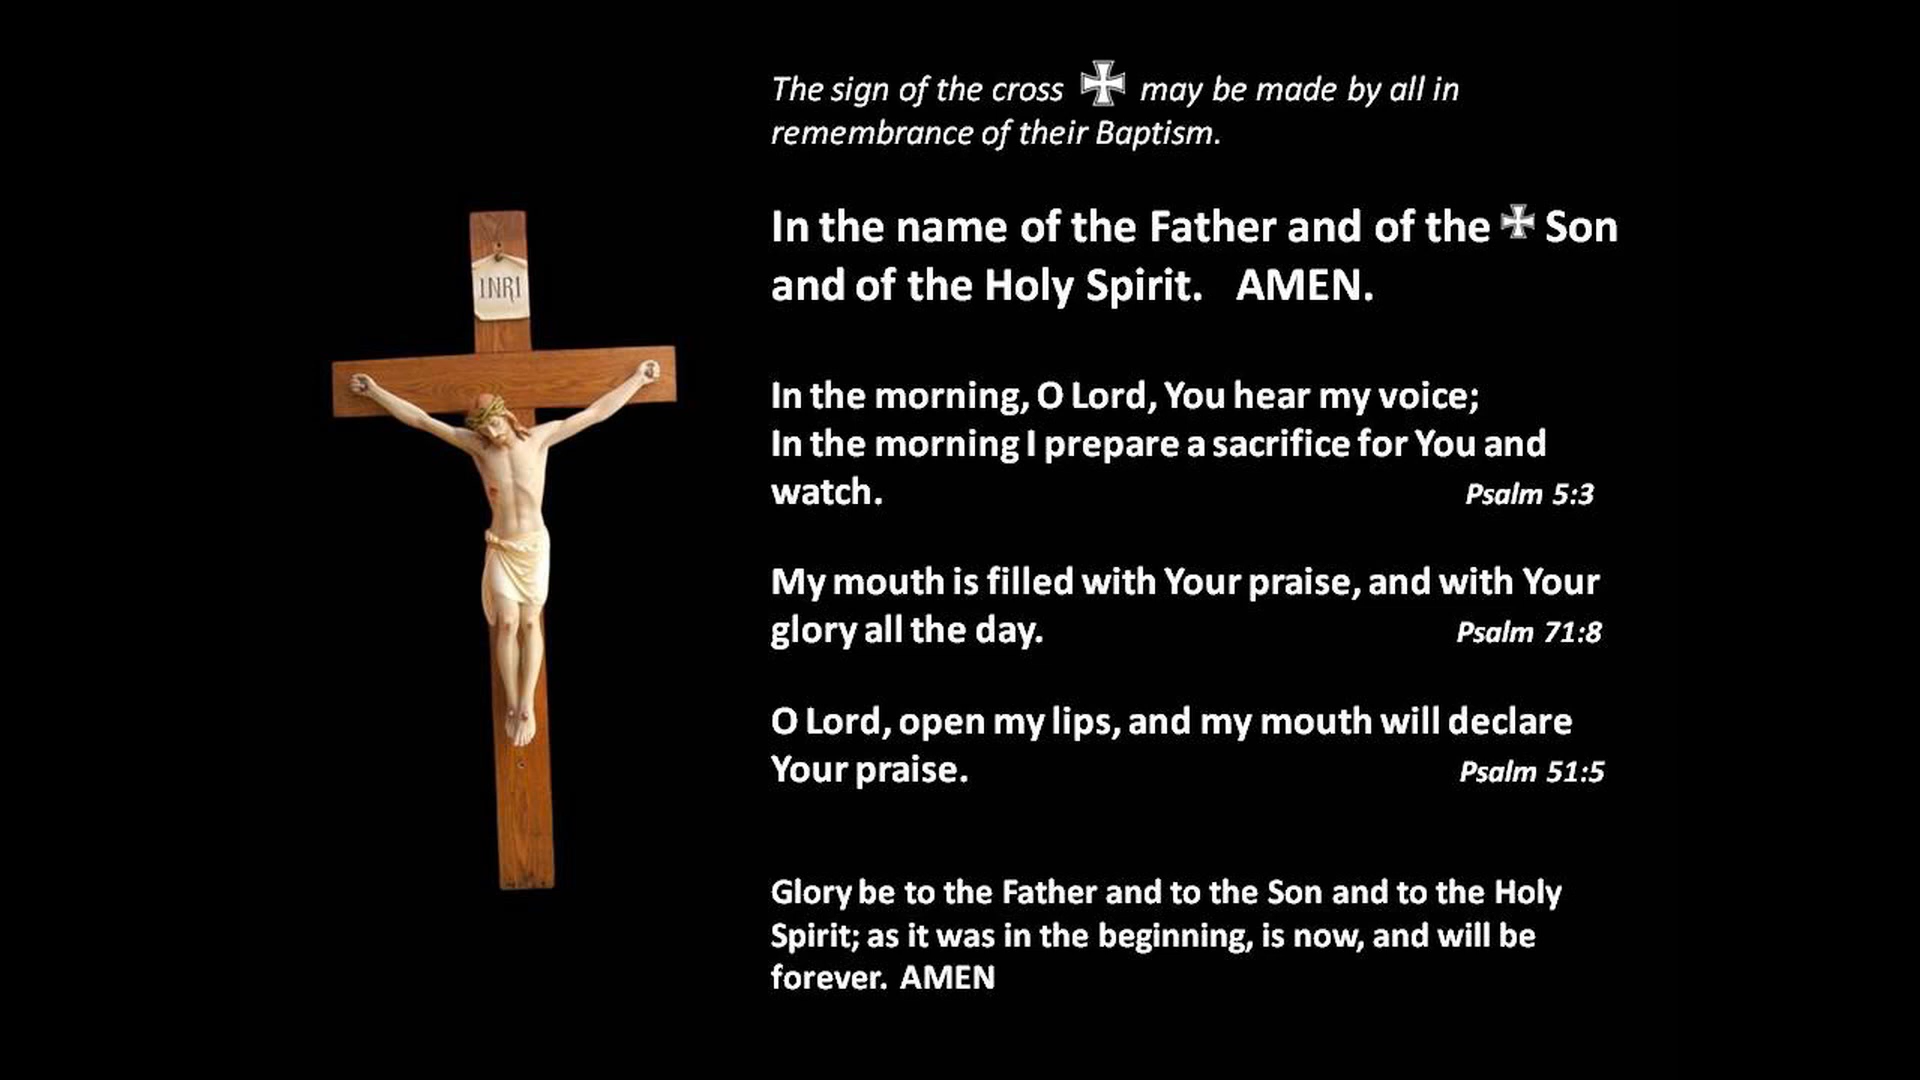 The sign of the cross ✠ may be made by all in
remembrance of their Baptism.
In the name of the Father and of the ✠ Son
and of the Holy Spirit. AMEN.
INRI
In the morning, O Lord, You hear my voice;
In the morning I prepare a sacrifice for You and
watch. Psalm 5:3
My mouth is filled with Your praise, and with Your
glory all the day. Psalm 71:8
O Lord, open my lips, and my mouth will declare
Your praise. Psalm 51:5
Glory be to the Father and to the Son and to the Holy
Spirit; as it was in the beginning, is now, and will be
forever. AMEN